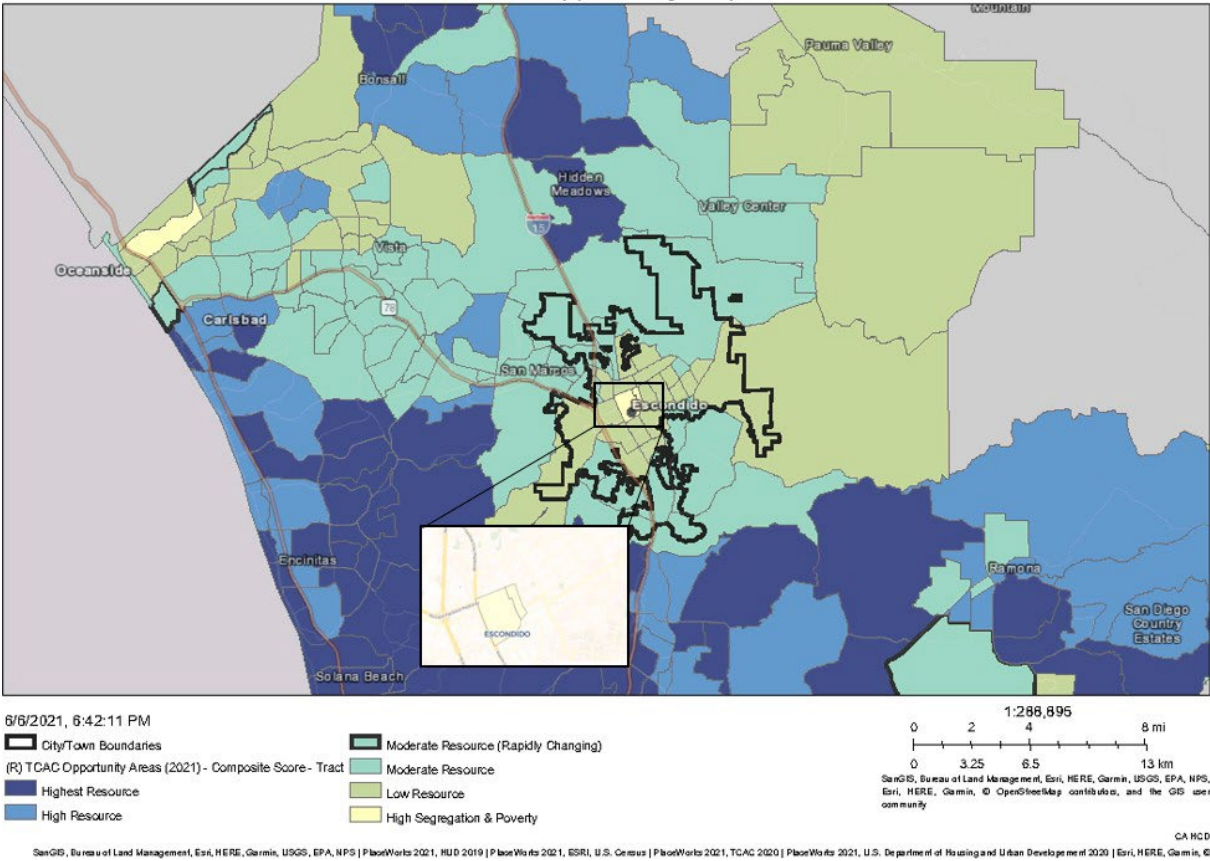 Mountain
Pauma Valley
Bonsall
Hidden
Meadows
Valley Center
15
Vista
Oceanside
78
Carlsbad
San Marcos
Escondido
Encinitas
ESCONDIDO
Ramona
San Diego
Country
Estates
Solana Beach
6/6/2021, 6:42:11 PM
City/Town Boundaries
(R) TCAC Opportunity Areas (2021) - Composite Score - Tract
Highest Resource
High Resource
Moderate Resource (Rapidly Changing)
Moderate Resource
Low Resource
High Segregation & Poverty
1:288,895
0 2 4 8 mi
0 3.25 6.5 13 km
SanGIS, Bureau of Land Management, Esri, HERE, Garmin, USGS, EPA, NPS,
Esri, HERE, Garmin, © OpenStreetMap contributors, and the GIS user
community
CA HCD
SanGIS, Bureau of Land Management, Esri, HERE, Garmin, USGS, EPA, NPS | PlaceWorks 2021, HUD 2019 | PlaceWorks 2021, ESRI, U.S. Census | PlaceWorks 2021, TCAC 2020 | PlaceWorks 2021, U.S. Department of Housing and Urban Developement 2020 | Esri, HERE, Garmin, ©